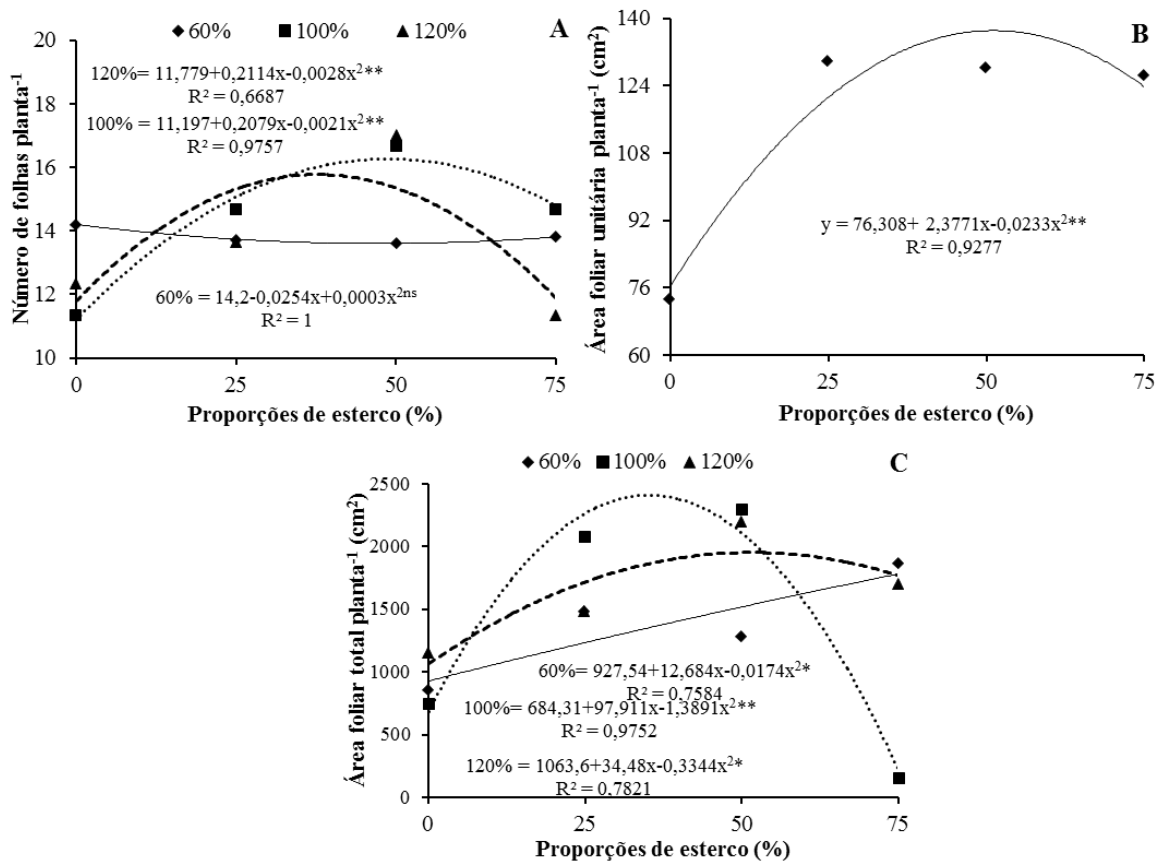 60% 100% 120% A
120%= 11,779+0,2114x-0,0028x²**
R² = 0,6687
100% = 11,197+0,2079x-0,0021x²**
R² = 0,9757
60% = 14,2-0,0254x+0,0003x²ns
R² = 1
Número de folhas planta-1
20
18
16
14
12
10
0 25 50 75
Proporções de esterco (%)
B
Área foliar unitária planta-1 (cm²)
140
124
108
92
76
60
y = 76,308+ 2,3771x-0,0233x²**
R² = 0,9277
0 25 50 75
Proporções de esterco (%)
60% 100% 120% C
Área foliar total planta-1 (cm²)
2500
2000
1500
1000
500
0
60%= 927,54+12,684x-0,0174x²*
R² = 0,7584
100%= 684,31+97,911x-1,3891x²**
R² = 0,9752
120% = 1063,6+34,48x-0,3344x²*
R² = 0,7821
0 25 50 75
Proporções de esterco (%)